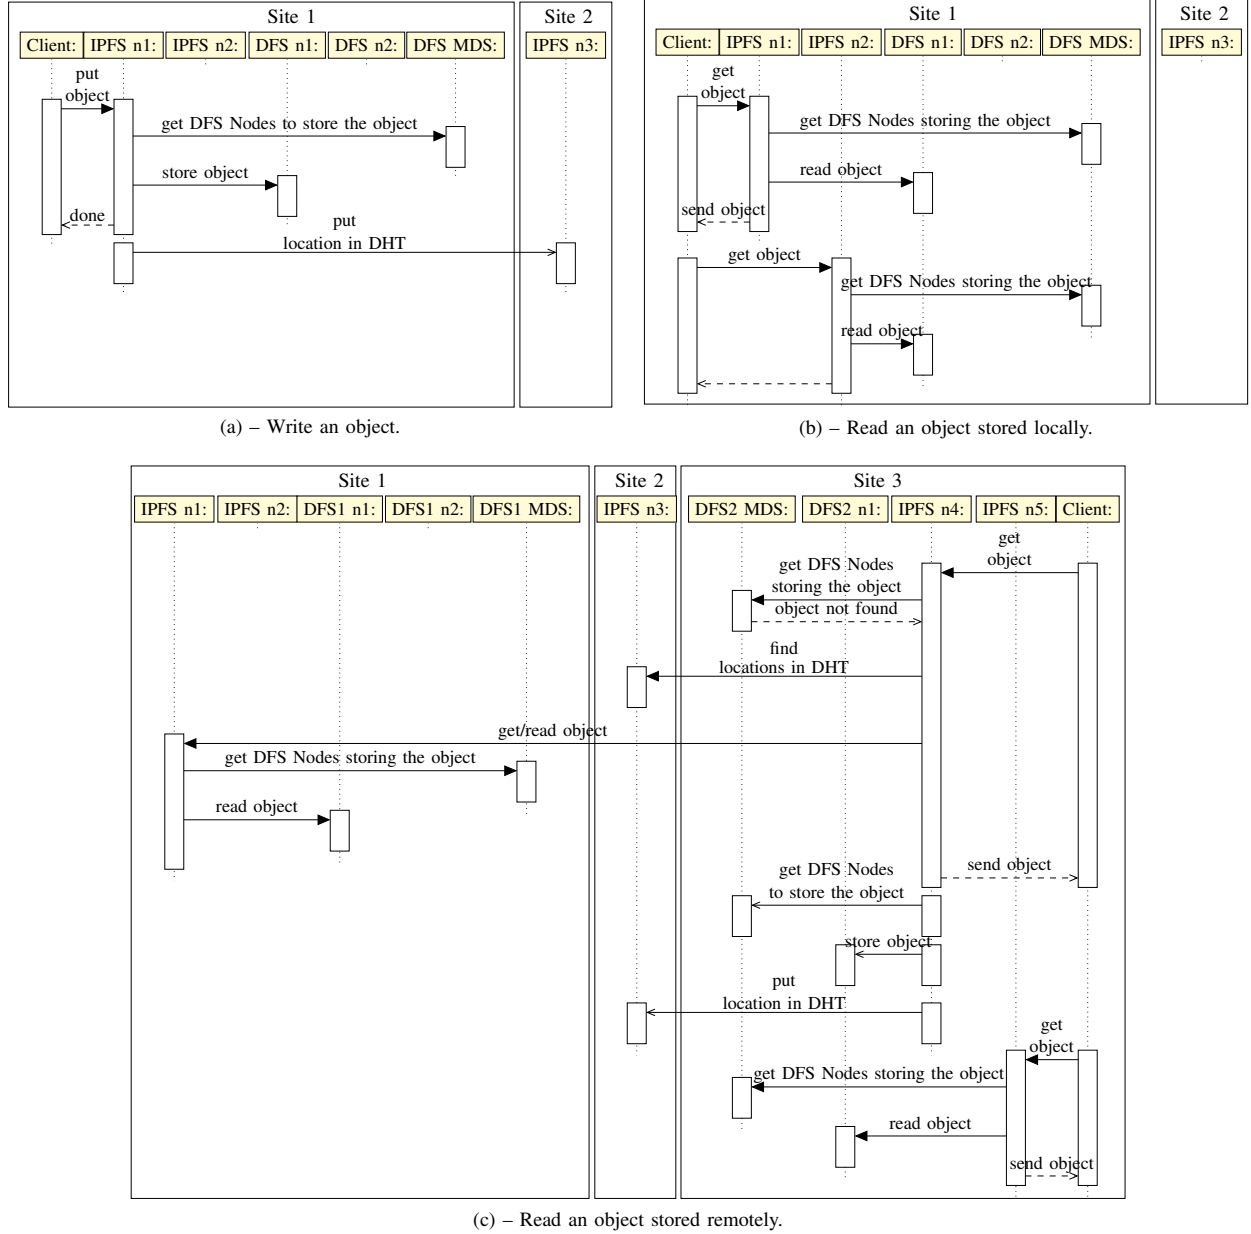 Site 1
Site 2
Client:
IPFS n1:
IPFS n2:
DFS n1:
DFS n2:
DFS MDS:
IPFS n3:
put
object
get DFS Nodes to store the object
store object
done
put
location in DHT
(a) – Write an object.
Site 1
Site 2
Client:
IPFS n1:
IPFS n2:
DFS n1:
DFS n2:
DFS MDS:
IPFS n3:
get
object
get DFS Nodes storing the object
read object
send object
get object
get DFS Nodes storing the object
read object
(b) – Read an object stored locally.
Site 1
Site 2
Site 3
IPFS n1:
IPFS n2:
DFS1 n1:
DFS1 n2:
DFS1 MDS:
IPFS n3:
DFS2 MDS:
DFS2 n1:
IPFS n4:
IPFS n5:
Client:
get
object
get DFS Nodes
storing the object
object not found
find
locations in DHT
get/read object
get DFS Nodes storing the object
read object
send object
get DFS Nodes
to store the object
store object
put
location in DHT
get
object
get DFS Nodes storing the object
read object
send object
(c) – Read an object stored remotely.